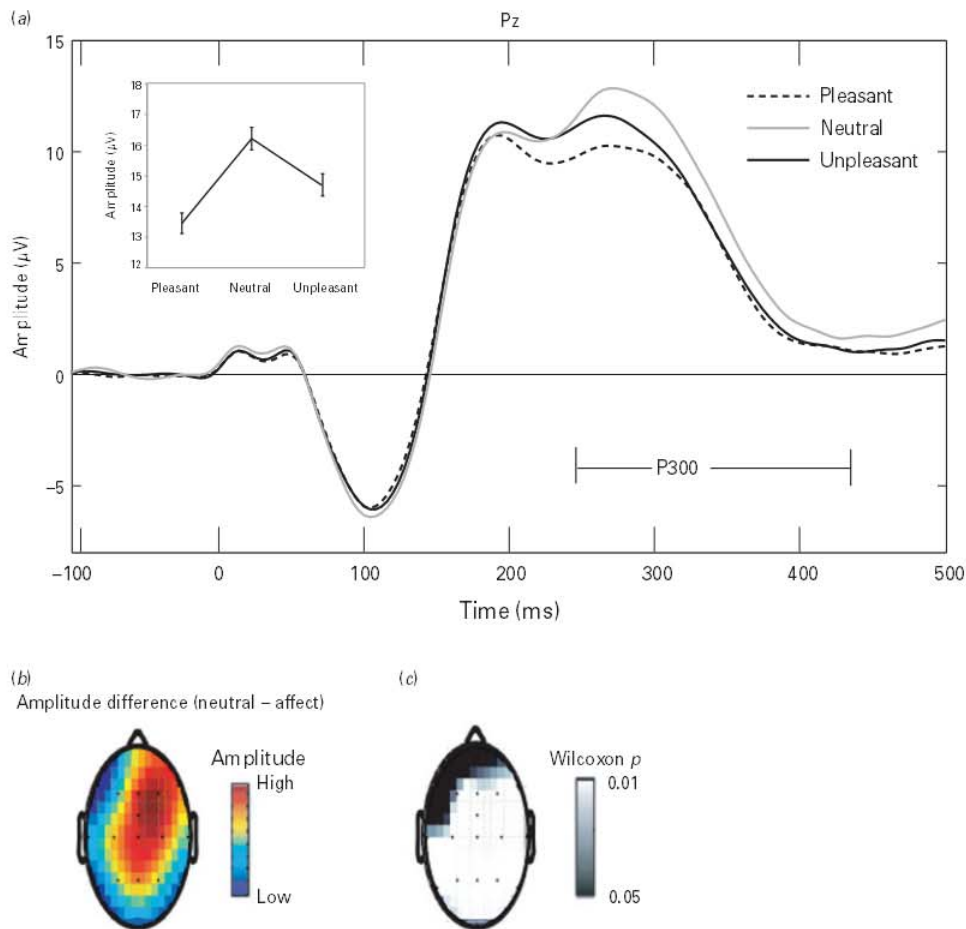 (a)
Pz
15
10
5
0
−5
Amplitude (μV)
18
17
16
15
14
13
12
Amplitude (μV)
Pleasant Neutral Unpleasant
Pleasant
Neutral
Unpleasant
P300
−100 0 100 200 300 400 500
Time (ms)
(b)
Amplitude difference (neutral – affect)
Amplitude
High
Low
(c)
Wilcoxon p
0.01
0.05